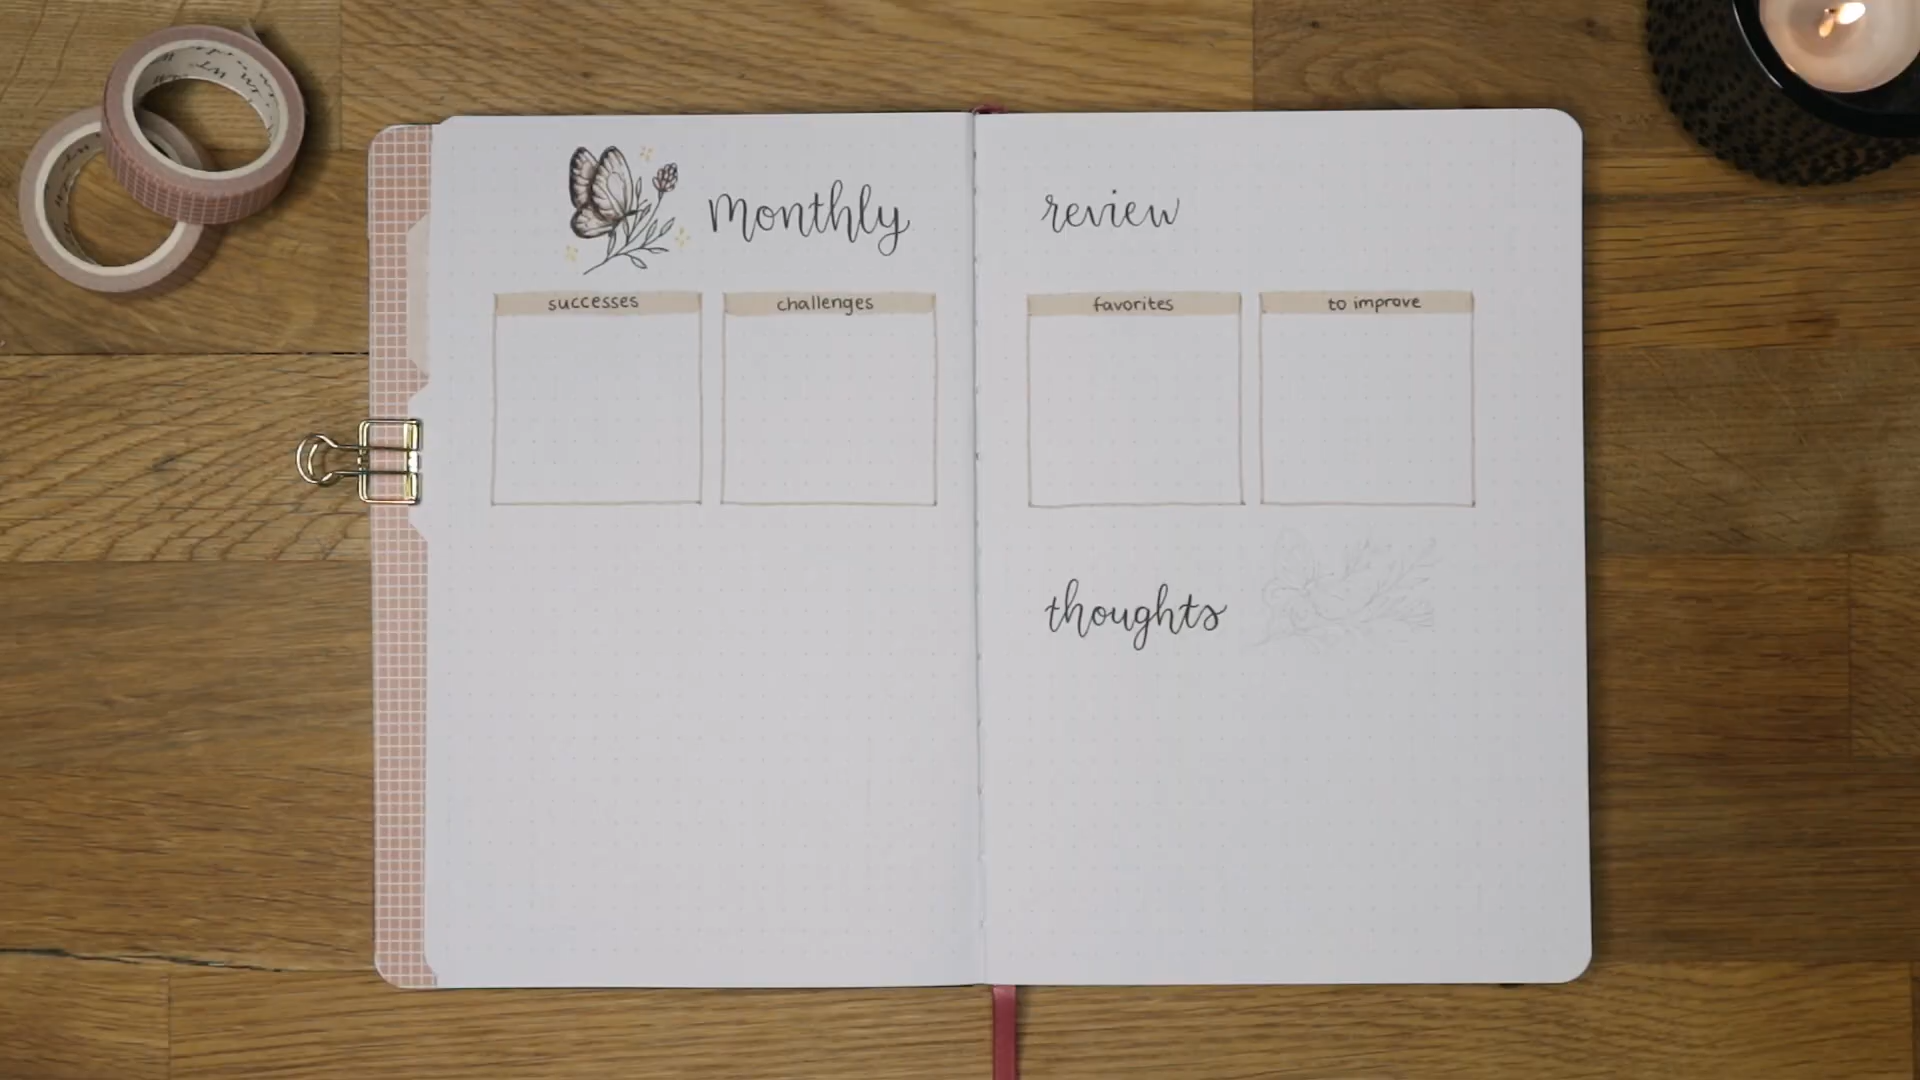 monthly review
successes challenges favorites to improve
thoughts